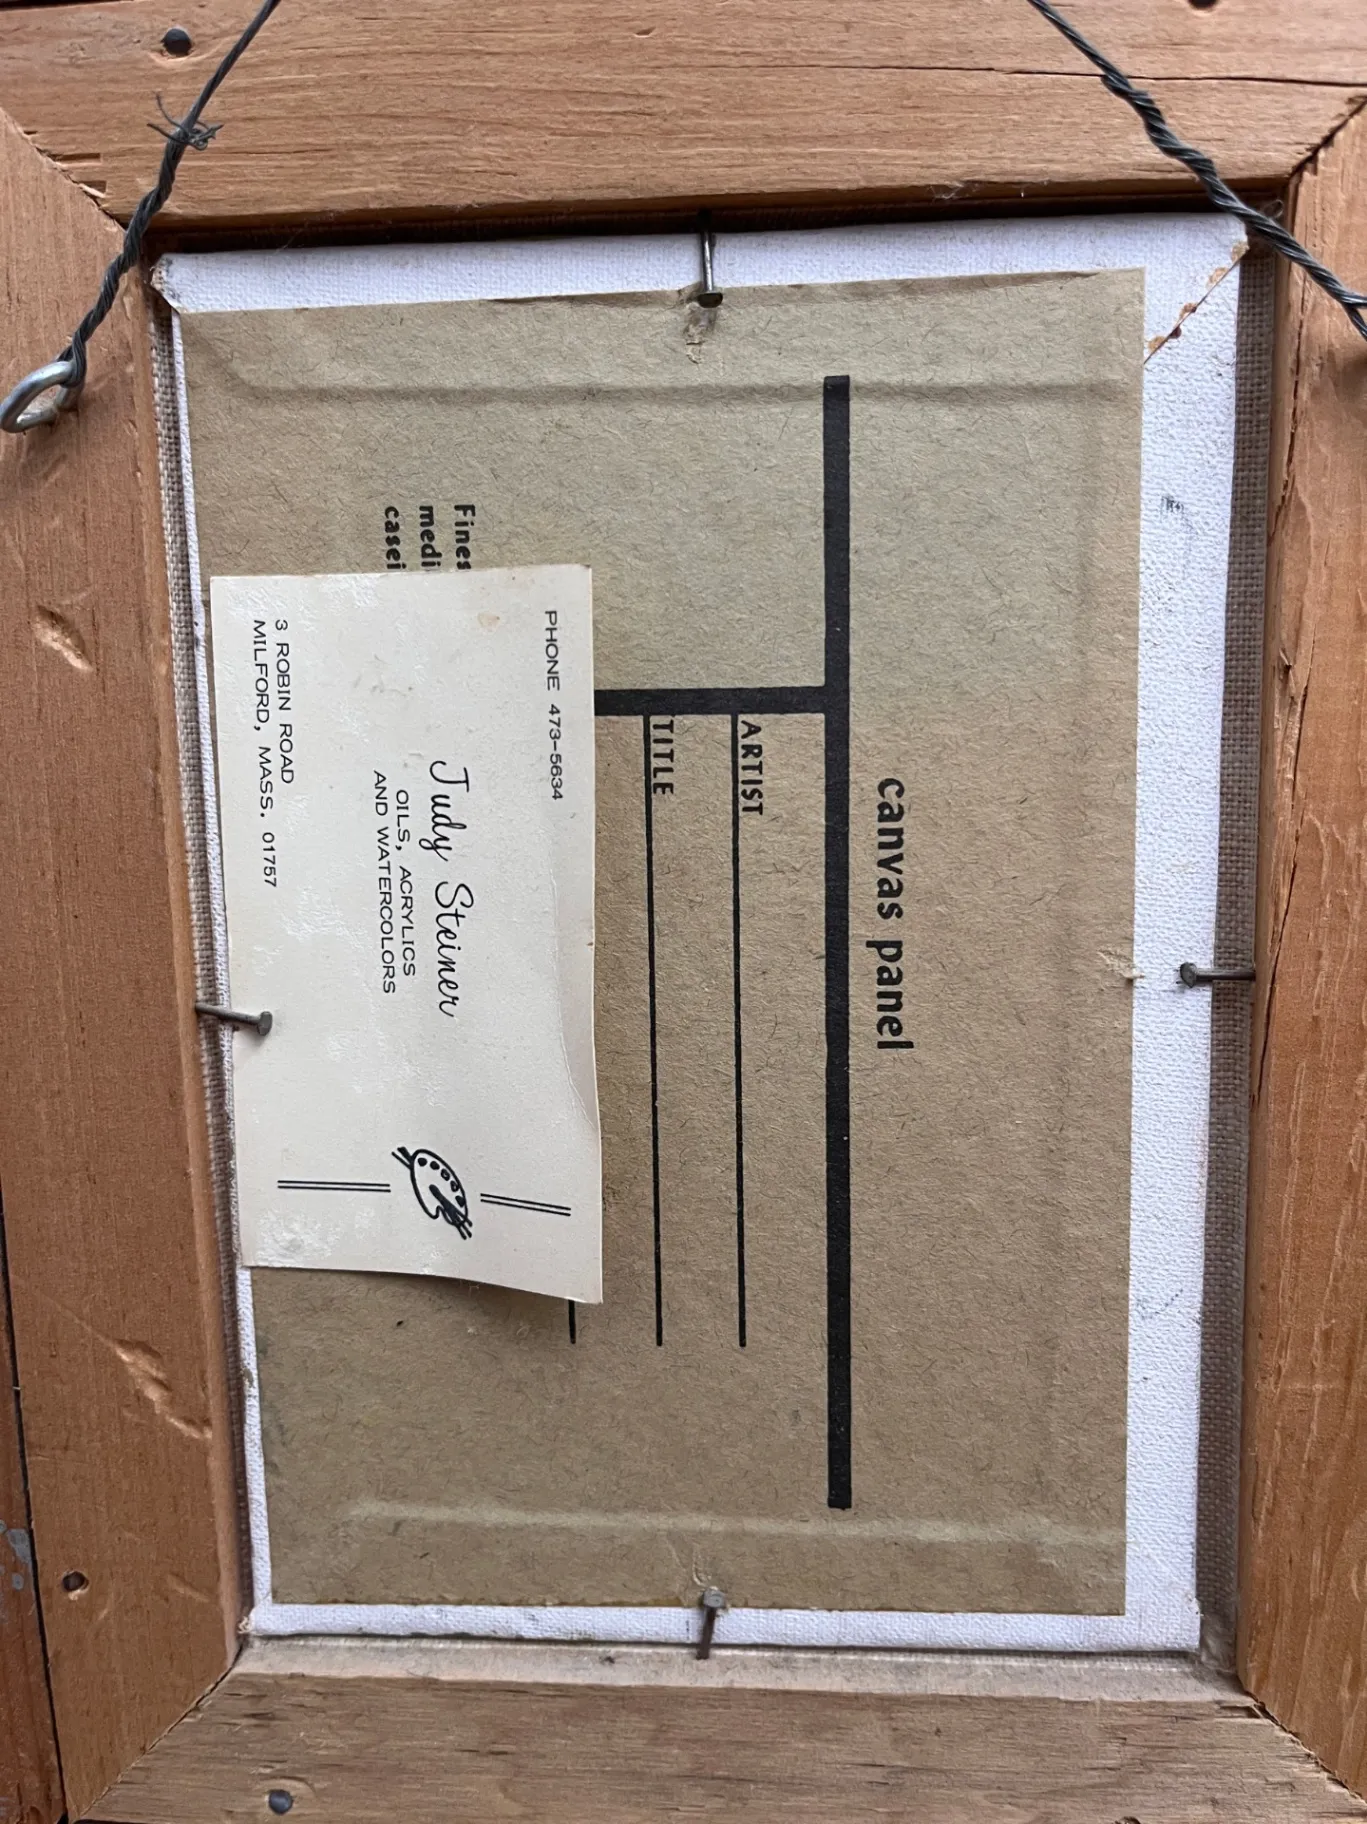 canvas panel
ARTIST
TITLE
Fines
medi
casei
PHONE 473-5634
Judy Steiner
OILS, ACRYLICS
AND WATERCOLORS
3 ROBIN ROAD
MILFORD, MASS. 01757